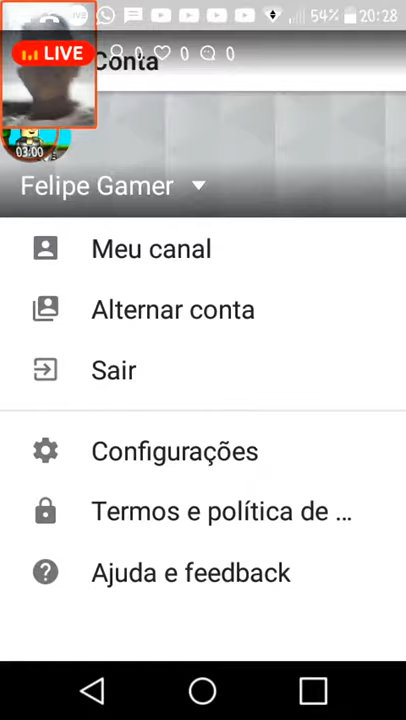 54% 20:28
LIVE 0 0 0
Conta
03:00
Felipe Gamer
Meu canal
Alternar conta
Sair
Configurações
Termos e política de ...
Ajuda e feedback